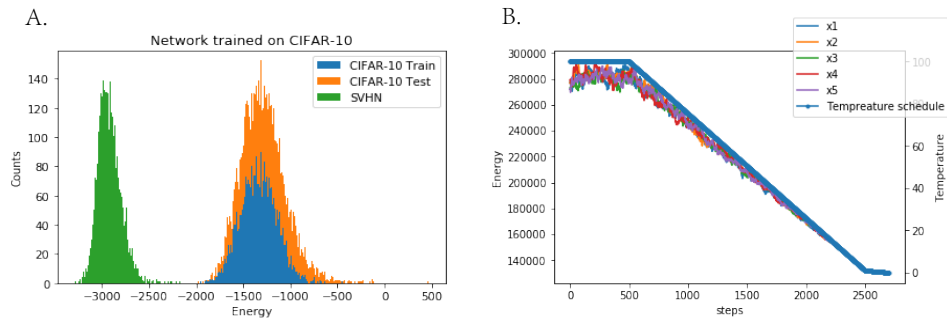 A.
Network trained on CIFAR-10
CIFAR-10 Train
CIFAR-10 Test
SVHN
Counts
140
120
100
80
60
40
20
0
−3000 −2500 −2000 −1500 −1000 −500 0 500
Energy
B.
x1
x2
x3
x4
x5
Tempreature schedule
Energy
300000
280000
260000
240000
220000
200000
180000
160000
140000
0 500 1000 1500 2000 2500
steps
100
80
60
40
20
0
Temperature